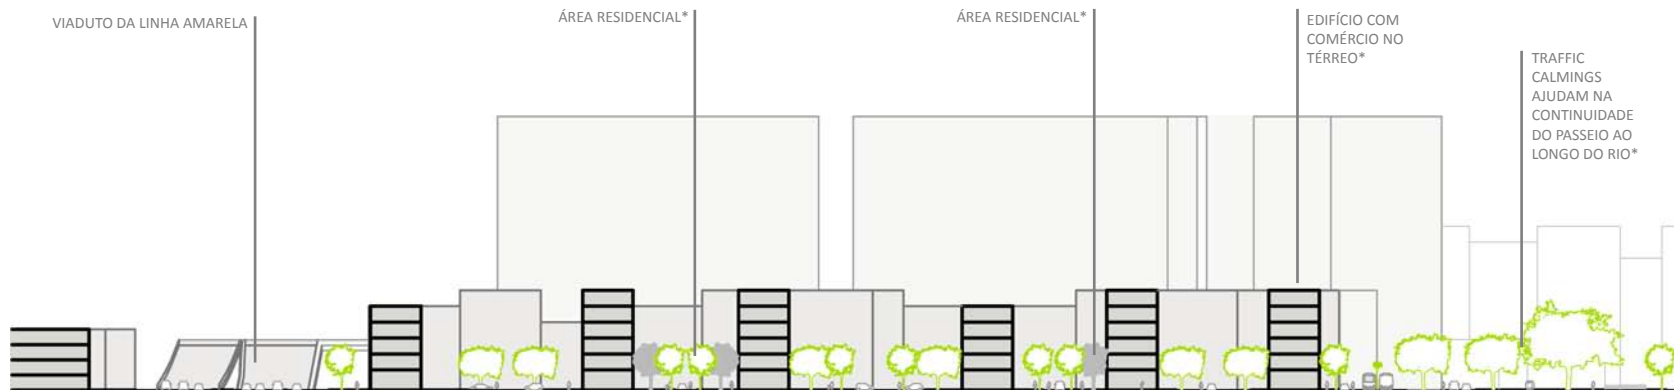 VIADUTO DA LINHA AMARELA
ÁREA RESIDENCIAL*
ÁREA RESIDENCIAL*
EDIFÍCIO COM
COMÉRCIO NO
TÉRREO*
TRAFFIC
CALMINGS
AJUDAM NA
CONTINUIDADE
DO PASSEIO AO
LONGO DO RIO*